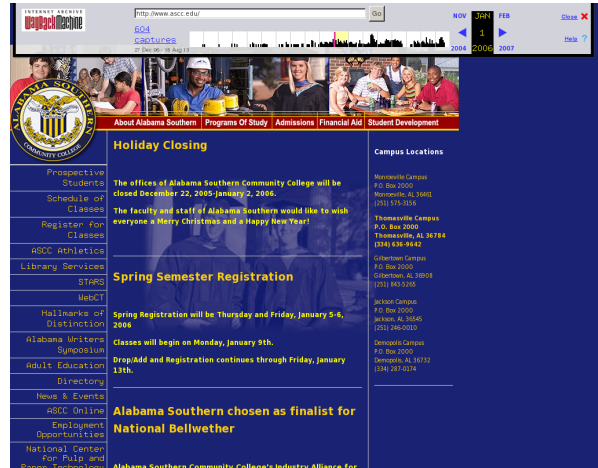 INTERNET ARCHIVE
WayBackMachine
http://www.ascc.edu/
Go
604
captures
27 Dec 96 - 18 Aug 13
NOV
JAN
FEB
1
2004
2006
2007
Close
Help ?
ALABAMA SOUTHERN
COMMUNITY COLLEGE
About Alabama Southern
Programs Of Study
Admissions
Financial Aid
Student Development
Prospective
Students
Schedule of
Classes
Register for
Classes
ASCC Athletics
Library Services
STARS
WebCT
Hallmarks of
Distinction
Alabama Writers
Symposium
Adult Education
Directory
News & Events
ASCC Online
Employment
Opportunities
National Center
for Pulp and
Paper Technology
Holiday Closing
The offices of Alabama Southern Community College will be
closed December 22, 2005-January 2, 2006.
The faculty and staff of Alabama Southern would like to wish
everyone a Merry Christmas and a Happy New Year!
Spring Semester Registration
Spring Registration will be Thursday and Friday, January 5-6,
2006
Classes will begin on Monday, January 9th.
Drop/Add and Registration continues through Friday, January
13th.
Alabama Southern chosen as finalist for
National Bellwether
Alabama Southern Community College's Industry Alliance for
Campus Locations
Monroeville Campus
P.O. Box 2000
Monroeville, AL 36461
(251) 575-3156
Thomasville Campus
P.O. Box 2000
Thomasville, AL 36784
(334) 636-9642
Gilbertown Campus
P.O. Box 2000
Gilbertown, AL 36908
(251) 843-5265
Jackson Campus
P.O. Box 2000
Jackson, AL 36545
(251) 246-0010
Demopolis Campus
P.O. Box 2000
Demopolis, AL 36732
(334) 287-0174